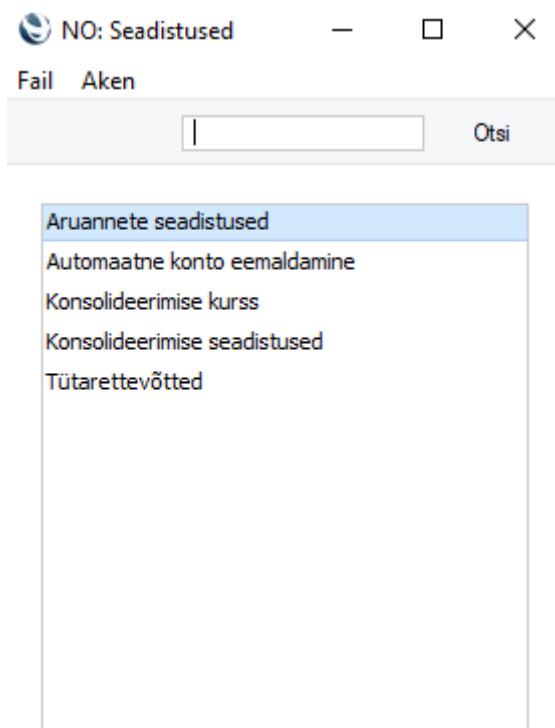 NO: Seadistused
Fail Aken
Otsi
Aruannete seadistused
Automaatne konto eemaldamine
Konsolideerimise kurss
Konsolideerimise seadistused
Tütarettevõtted